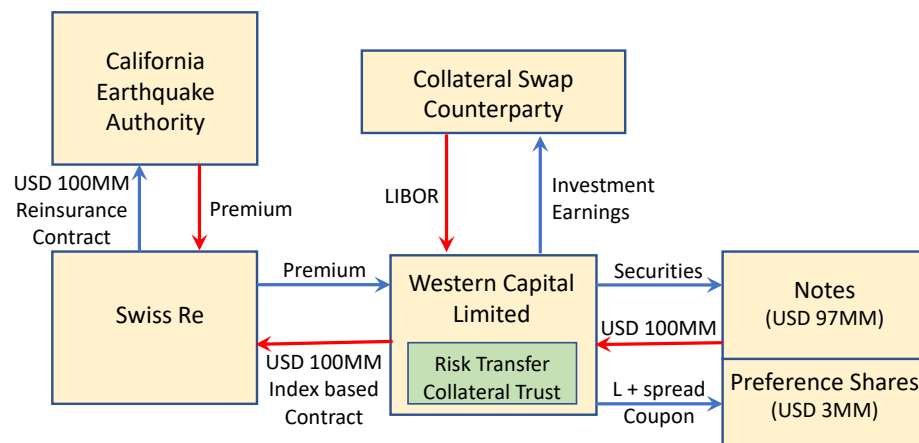 California
Earthquake
Authority
Collateral Swap
Counterparty
USD 100MM
Reinsurance
Contract
Premium
LIBOR
Investment
Earnings
Swiss Re
Premium
USD 100MM
Index based
Contract
Western Capital
Limited
Risk Transfer
Collateral Trust
Securities
USD 100MM
L + spread
Coupon
Notes
(USD 97MM)
Preference Shares
(USD 3MM)